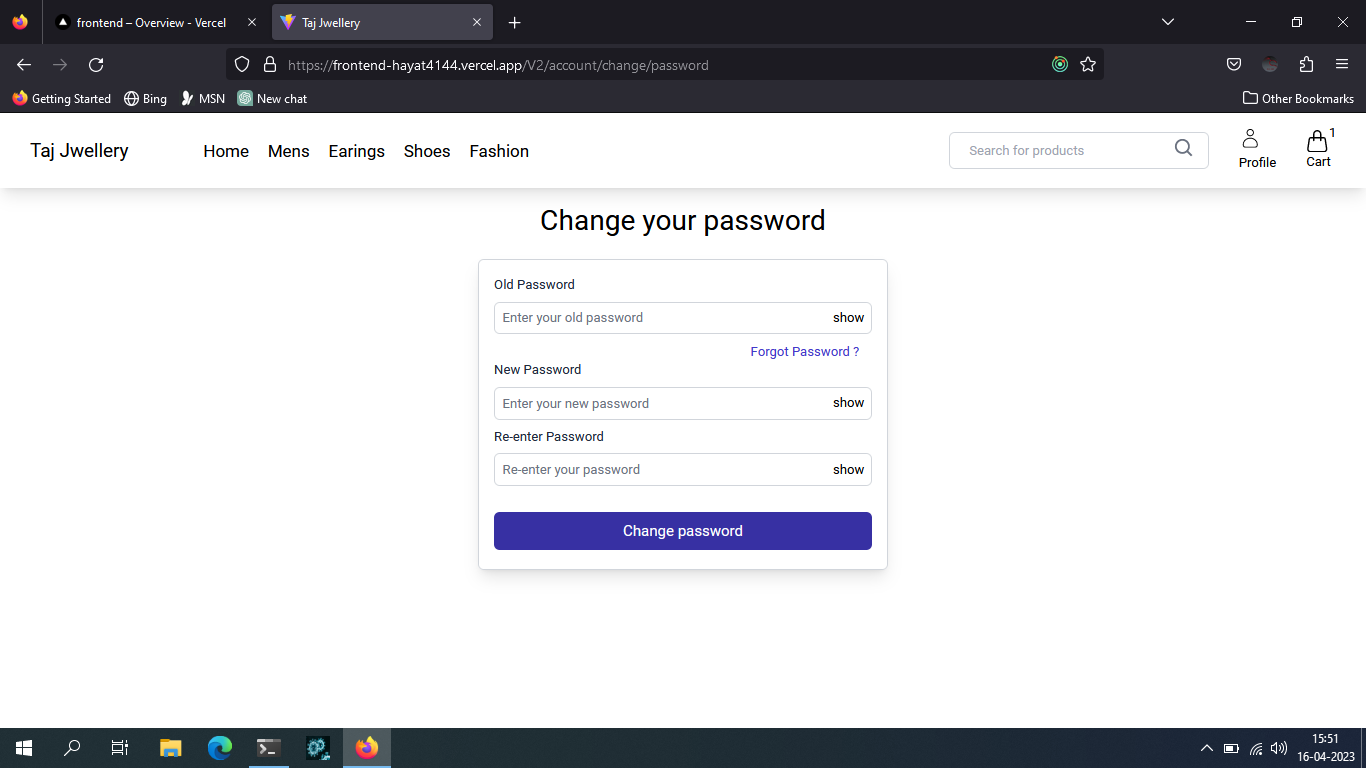 frontend – Overview - Vercel
Taj Jwellery
https://frontend-hayat4144.vercel.app/V2/account/change/password
Getting Started
Bing
MSN
New chat
Other Bookmarks
Taj Jwellery
Home
Mens
Earings
Shoes
Fashion
Search for products
Profile
1
Cart
Change your password
Old Password
Enter your old password
show
Forgot Password ?
New Password
Enter your new password
show
Re-enter Password
Re-enter your password
show
Change password
15:51
16-04-2023